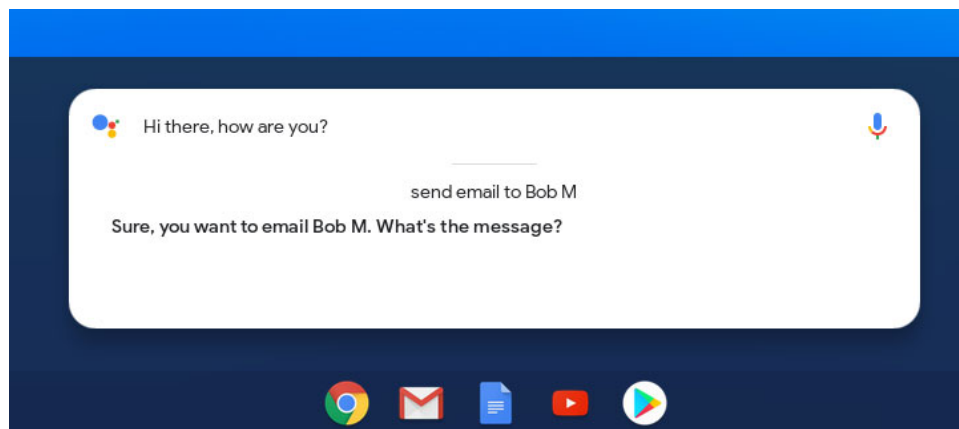 Hi there, how are you?
send email to Bob M
Sure, you want to email Bob M. What's the message?